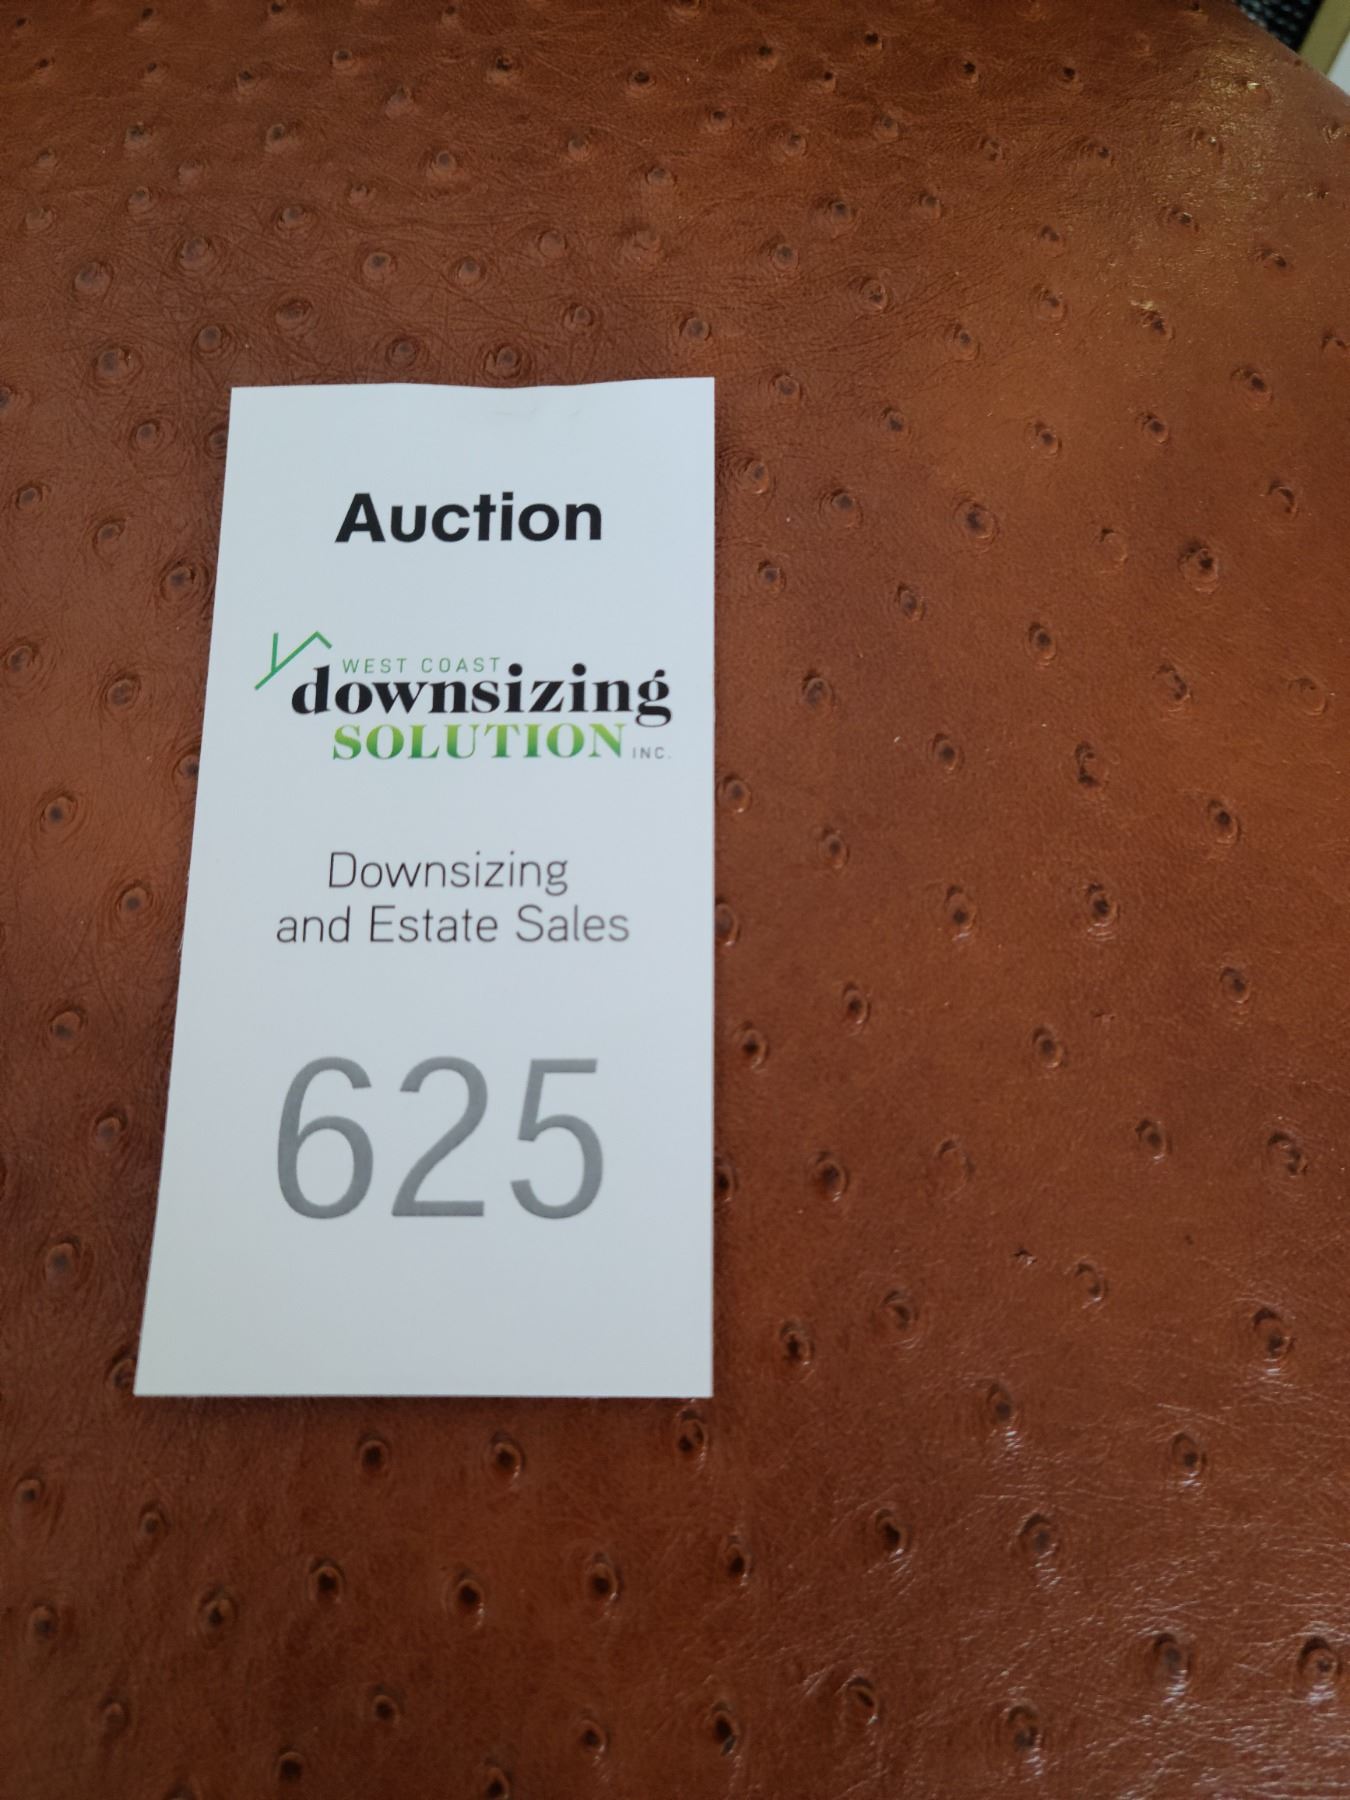 Auction
WEST COAST
downsizing
SOLUTION INC.
Downsizing
and Estate Sales
625